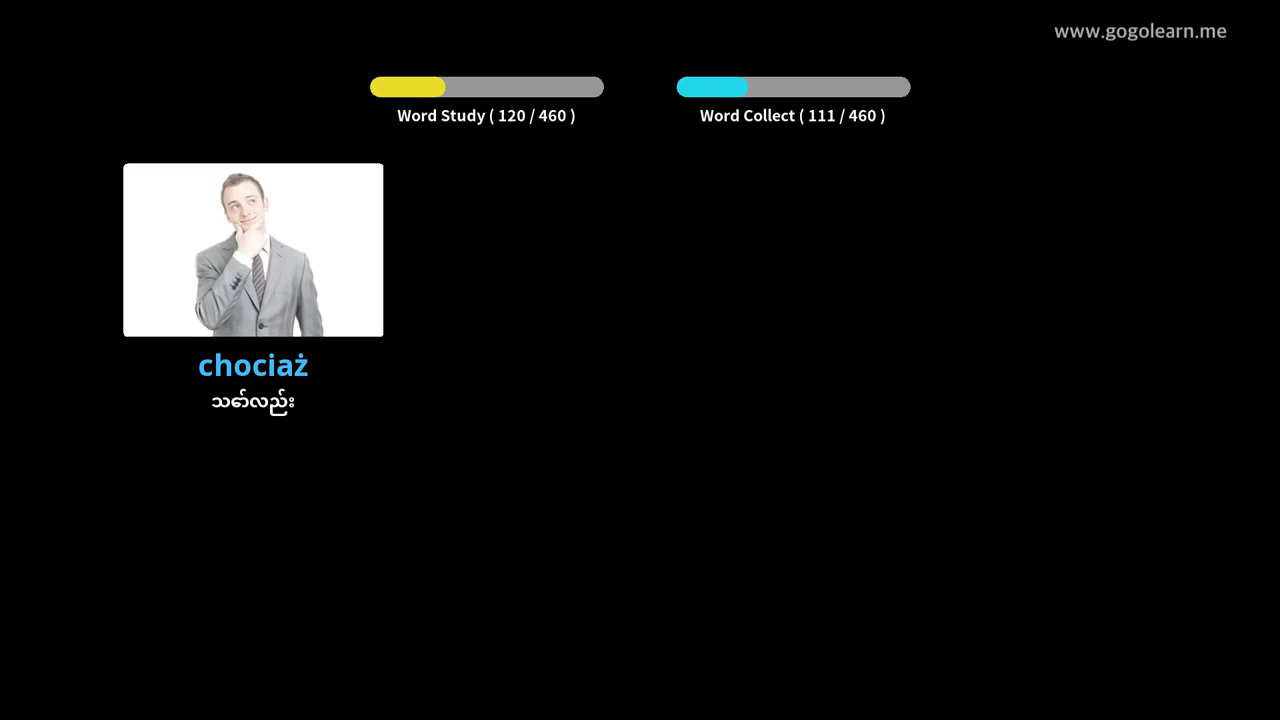 www.gogolearn.me
Word Study ( 120 / 460 )
Word Collect ( 111 / 460 )
chociaż
သော်လည်း